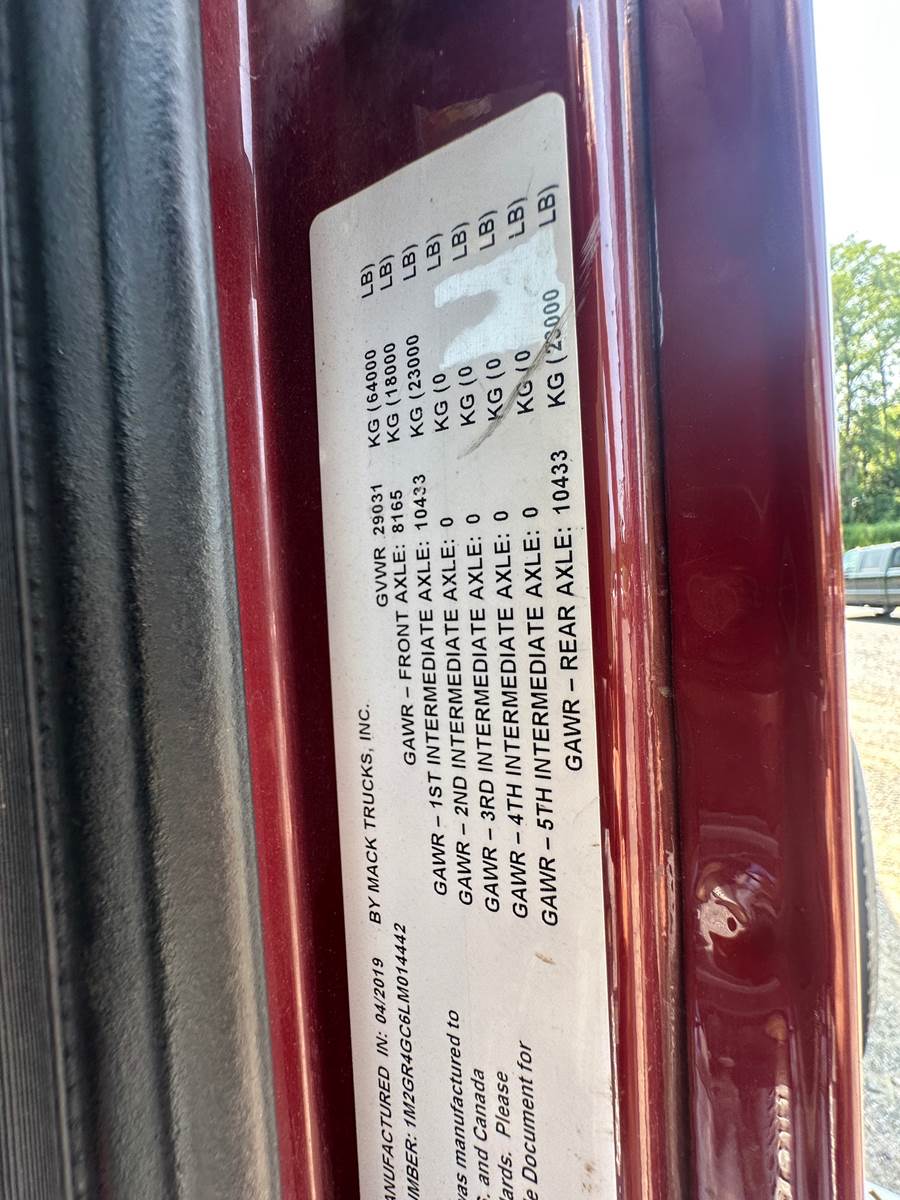 ANUFACTURED IN: 04/2019 BY MACK TRUCKS, INC.
UMBER: 1M2GR4GC6LM014442
GVWR 29031 KG (64000 LB)
GAWR – FRONT AXLE: 8165 KG (18000 LB)
GAWR – 1ST INTERMEDIATE AXLE: 10433 KG (23000 LB)
GAWR – 2ND INTERMEDIATE AXLE: 0 KG (0 LB)
GAWR – 3RD INTERMEDIATE AXLE: 0 KG (0 LB)
GAWR – 4TH INTERMEDIATE AXLE: 0 KG (0 LB)
GAWR – 5TH INTERMEDIATE AXLE: 0 KG (0 LB)
GAWR – REAR AXLE: 10433 KG (23000 LB)
was manufactured to
and Canada
dards. Please
e Document for